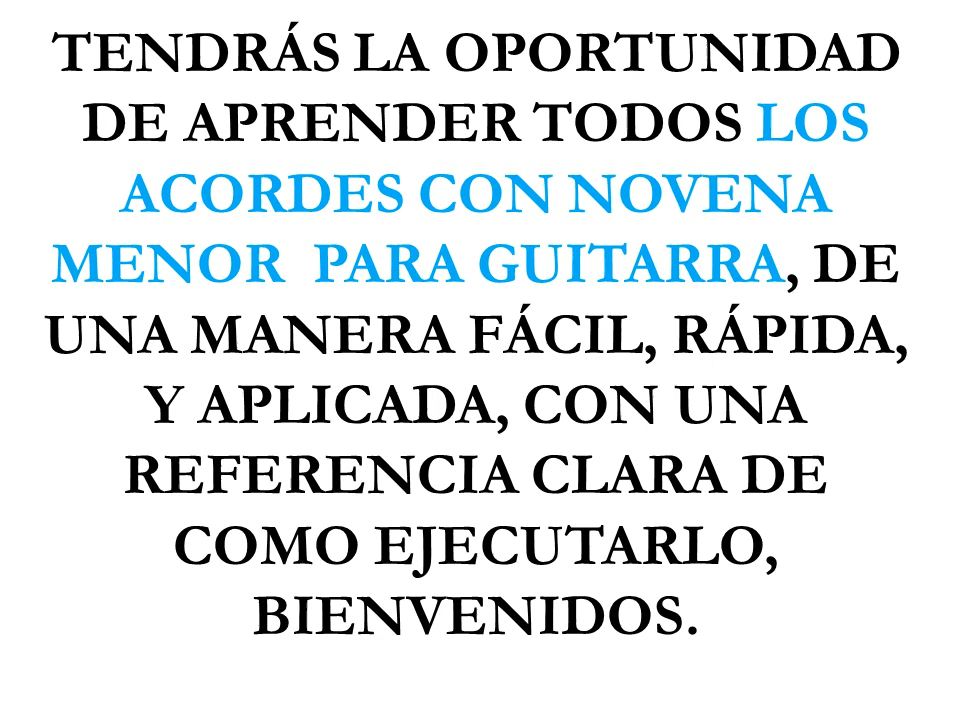 TENDRÁS LA OPORTUNIDAD
DE APRENDER TODOS LOS
ACORDES CON NOVENA
MENOR  PARA GUITARRA, DE
UNA MANERA FÁCIL, RÁPIDA,
Y APLICADA, CON UNA
REFERENCIA CLARA DE
COMO EJECUTARLO,
BIENVENIDOS.